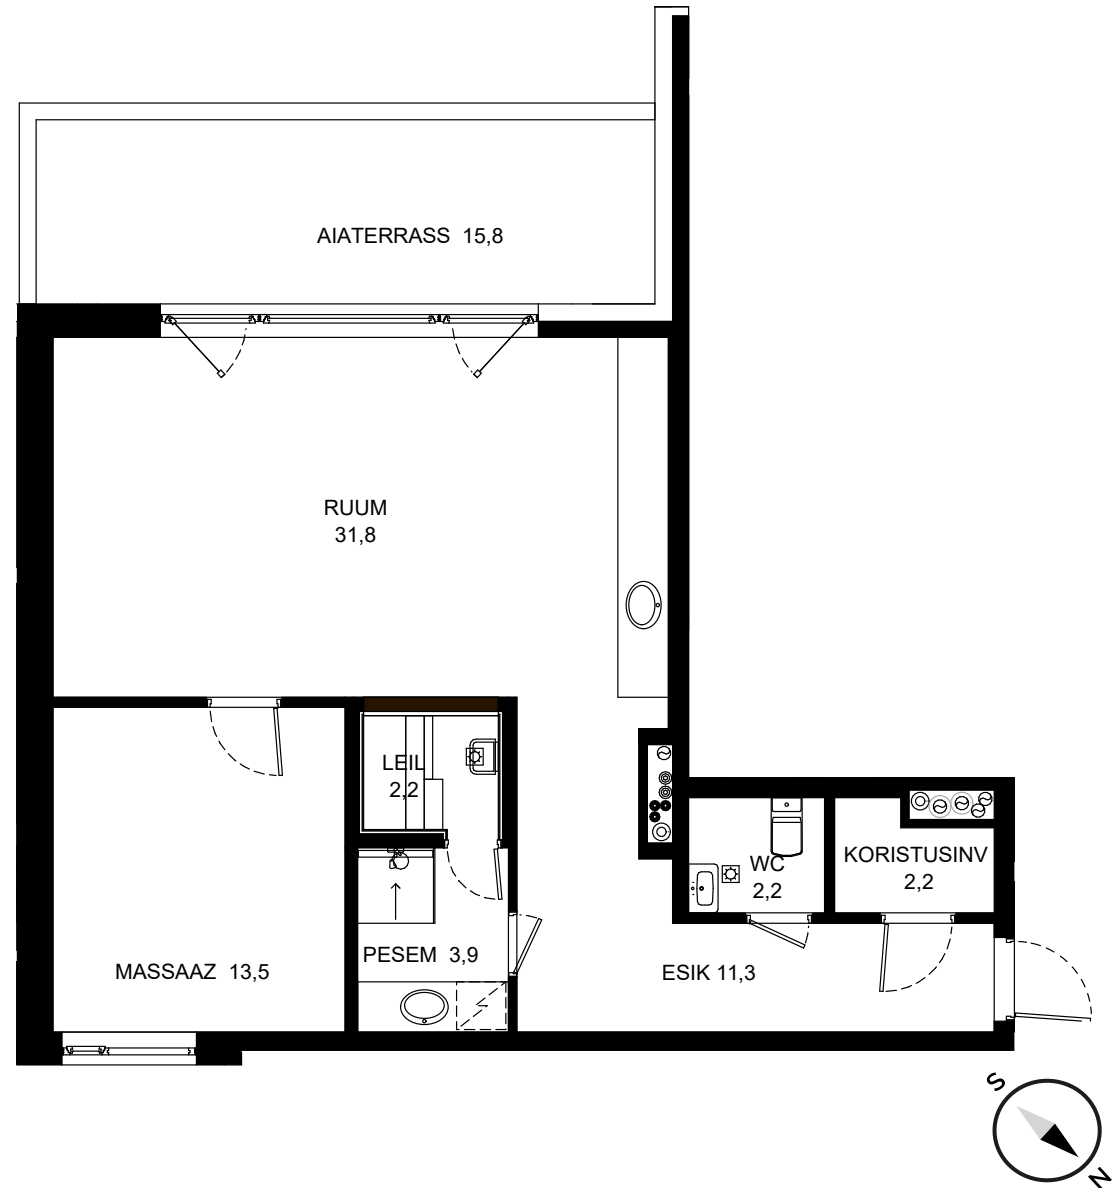 AIATERRASS 15,8
RUUM
31,8
LEIL
2,2
WC
2,2
KORISTUSINV
2,2
PESEM 3,9
MASSAAZ 13,5
ESIK 11,3
S
N